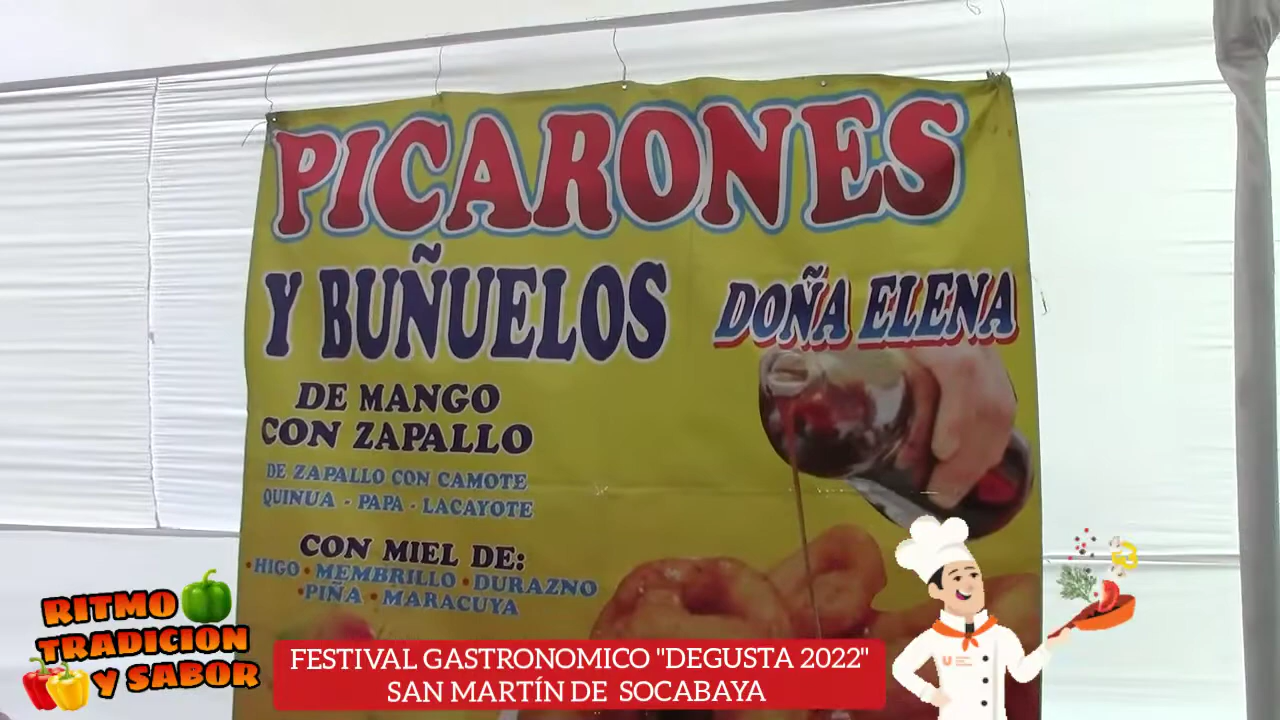 PICARONES
Y BUÑUELOS
DOÑA ELENA
DE MANGO
CON ZAPALLO
DE ZAPALLO CON CAMOTE
QUINUA - PAPA - LACAYOTE
CON MIEL DE:
•HIGO •MEMBRILLO •DURAZNO
•PIÑA •MARACUYA
RITMO
TRADICION
Y SABOR
FESTIVAL GASTRONOMICO "DEGUSTA 2022"
SAN MARTÍN DE SOCABAYA